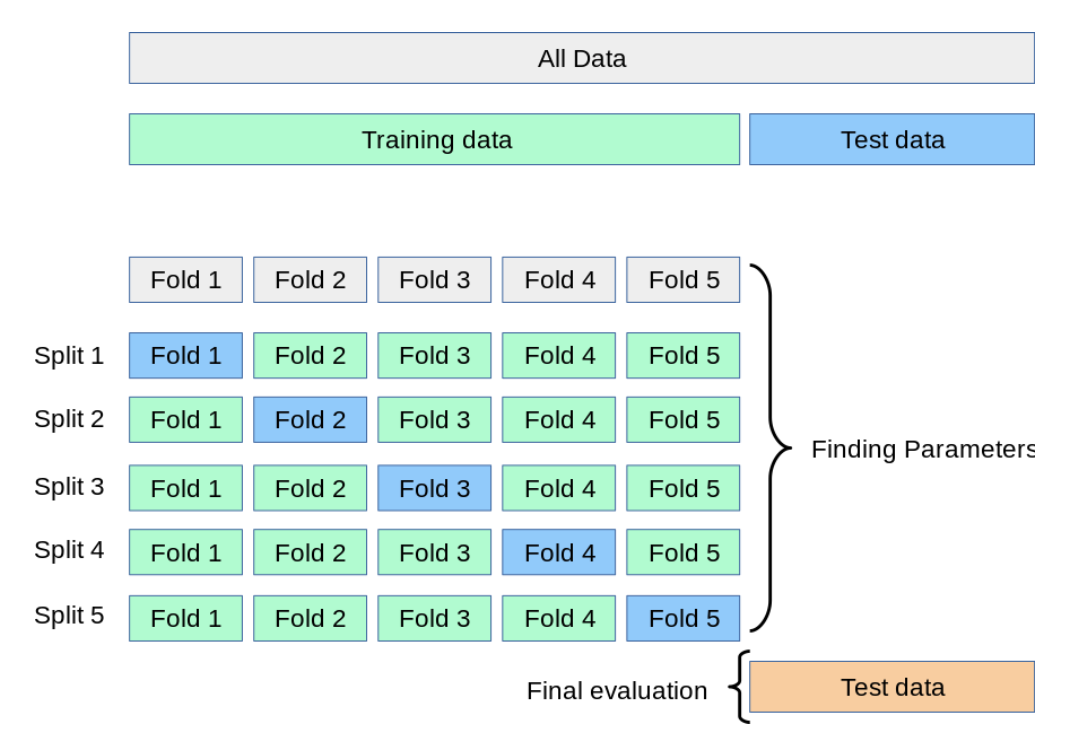 All Data
Training data Test data
Fold 1 Fold 2 Fold 3 Fold 4 Fold 5
Split 1 Fold 1 Fold 2 Fold 3 Fold 4 Fold 5
Split 2 Fold 1 Fold 2 Fold 3 Fold 4 Fold 5
Finding Parameters
Split 3 Fold 1 Fold 2 Fold 3 Fold 4 Fold 5
Split 4 Fold 1 Fold 2 Fold 3 Fold 4 Fold 5
Split 5 Fold 1 Fold 2 Fold 3 Fold 4 Fold 5
Final evaluation Test data